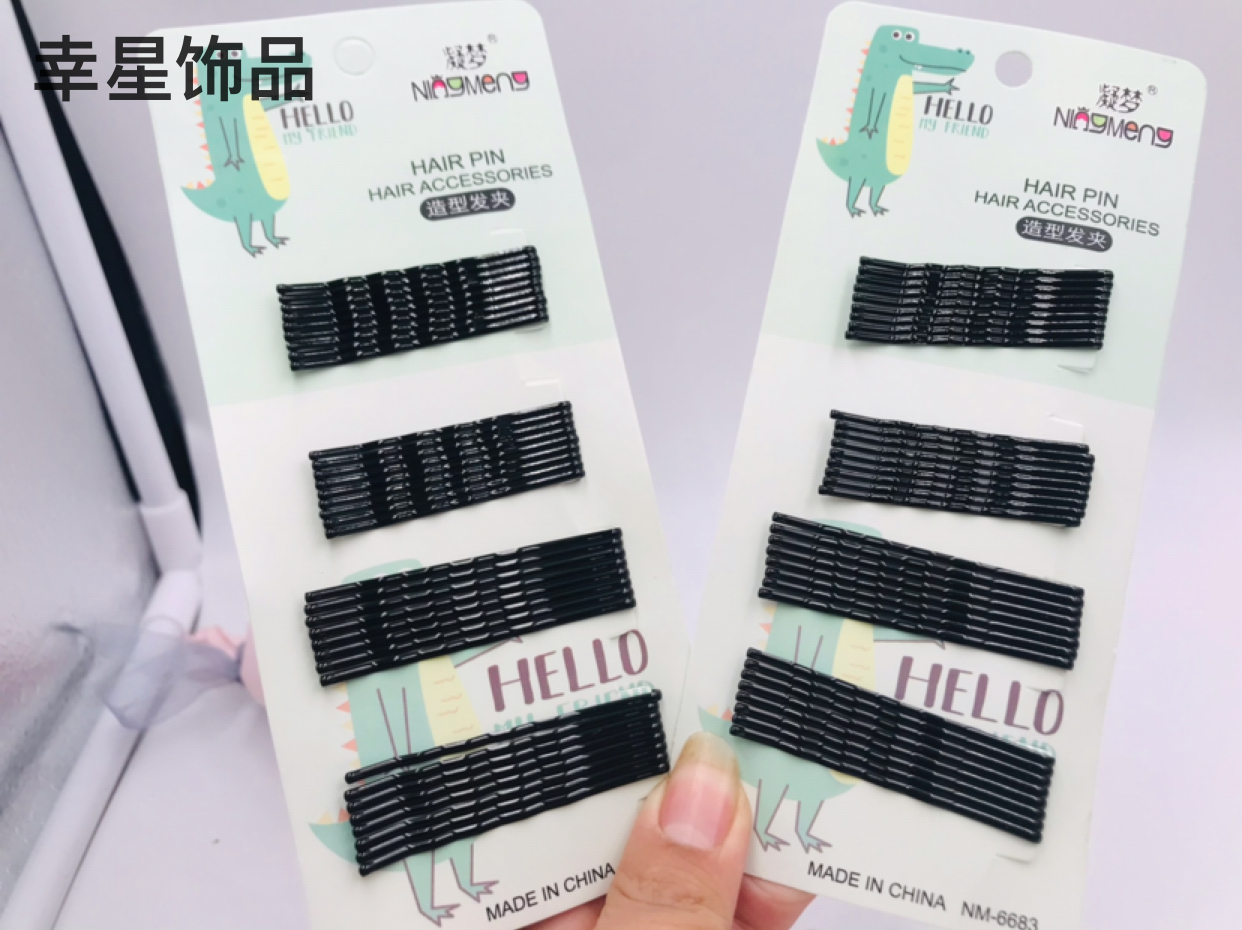 幸星饰品
凝梦®
NingMeng
HELLO
MY FRIEND
HAIR PIN
HAIR ACCESSORIES
造型发夹
HELLO
MY FRIEND
MADE IN CHINA
凝梦®
NingMeng
HELLO
MY FRIEND
HAIR PIN
HAIR ACCESSORIES
造型发夹
HELLO
MADE IN CHINA NM-6683